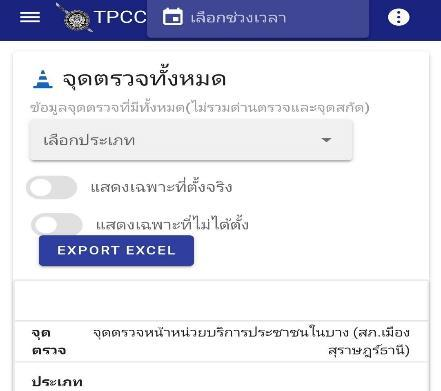 TPCC
เลือกช่วงเวลา
จุดตรวจทั้งหมด
ข้อมูลจุดตรวจที่มีทั้งหมด(ไม่รวมด่านตรวจและจุดสกัด)
เลือกประเภท
แสดงเฉพาะที่ตั้งจริง
แสดงเฉพาะที่ไม่ได้ตั้ง
EXPORT EXCEL
จุด จุดตรวจหน้าหน่วยบริการประชาชนในบาง (สภ.เมือง
ตรวจ สุราษฎร์ธานี)
ประเภท